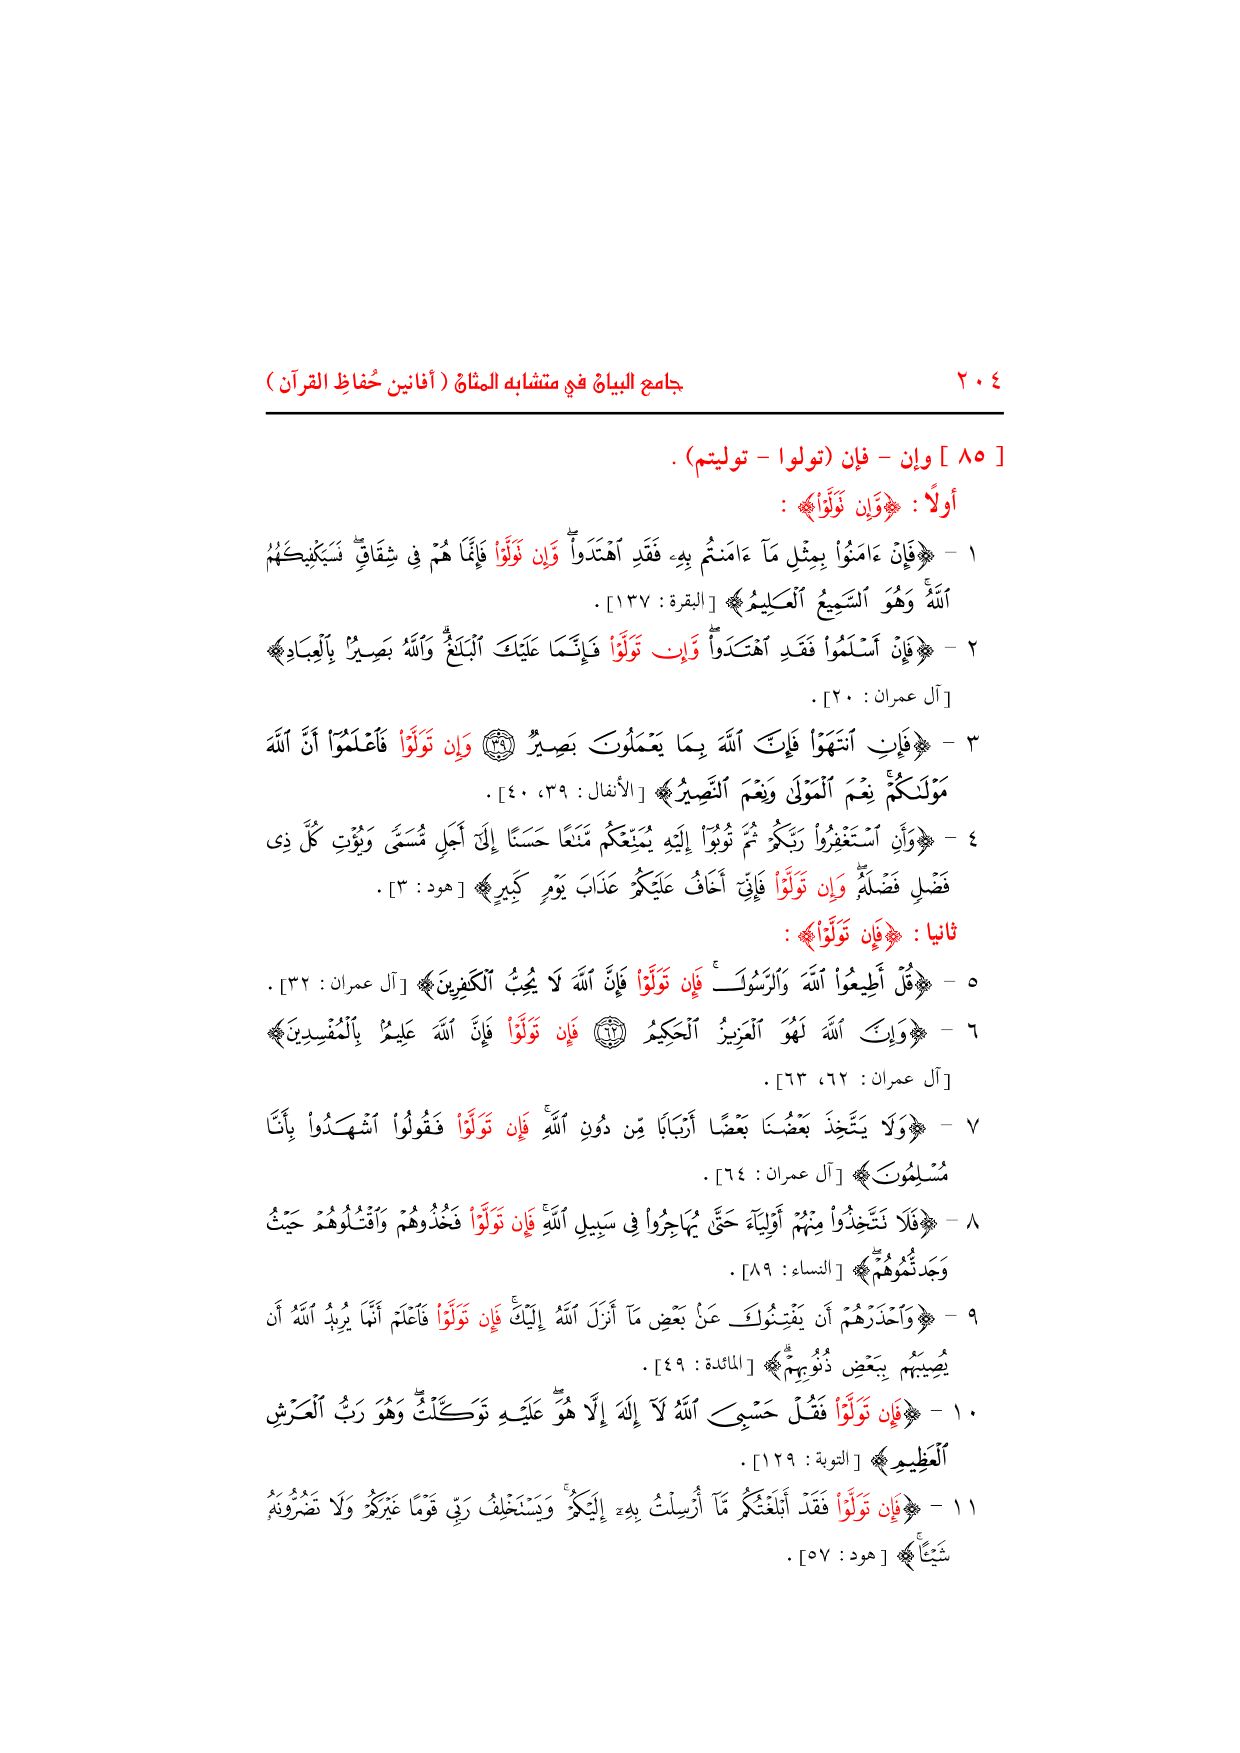 ٢٠٤ جامع البيان في متشابه المثان ( أفانين حُفاظِ القرآن )
[ ٨٥ ] وإن – فإن (تولوا – توليتم) .
أولًا : ﴿وَّإِن تَوَلَّوۡاْ﴾ :
١ – ﴿فَإِنۡ ءَامَنُواْ بِمِثۡلِ مَآ ءَامَنتُم بِهِۦ فَقَدِ ٱهۡتَدَواْۖ وَّإِن تَوَلَّوۡاْ فَإِنَّمَا هُمۡ فِي شِقَاقٖۖ فَسَيَكۡفِيكَهُمُ
ٱللَّهُۚ وَهُوَ ٱلسَّمِيعُ ٱلۡعَلِيمُ﴾ [البقرة : ١٣٧] .
٢ – ﴿فَإِنۡ أَسۡلَمُواْ فَقَدِ ٱهۡتَدَواْۖ وَّإِن تَوَلَّوۡاْ فَإِنَّمَا عَلَيۡكَ ٱلۡبَلَٰغُۗ وَٱللَّهُ بَصِيرُۢ بِٱلۡعِبَادِ﴾
[آل عمران : ٢٠] .
٣ – ﴿فَإِنِ ٱنتَهَوۡاْ فَإِنَّ ٱللَّهَ بِمَا يَعۡمَلُونَ بَصِيرٞ ٣٩ وَإِن تَوَلَّوۡاْ فَٱعۡلَمُوٓاْ أَنَّ ٱللَّهَ
مَوۡلَىٰكُمۡۚ نِعۡمَ ٱلۡمَوۡلَىٰ وَنِعۡمَ ٱلنَّصِيرُ﴾ [الأنفال : ٣٩، ٤٠] .
٤ – ﴿وَأَنِ ٱسۡتَغۡفِرُواْ رَبَّكُمۡ ثُمَّ تُوبُوٓاْ إِلَيۡهِ يُمَتِّعۡكُم مَّتَٰعًا حَسَنًا إِلَىٰٓ أَجَلٖ مُّسَمّٗى وَيُؤۡتِ كُلَّ ذِي
فَضۡلٖ فَضۡلَهُۥۖ وَإِن تَوَلَّوۡاْ فَإِنِّيٓ أَخَافُ عَلَيۡكُمۡ عَذَابَ يَوۡمٖ كَبِيرٍ﴾ [هود : ٣] .
ثانيا : ﴿فَإِن تَوَلَّوۡاْ﴾ :
٥ – ﴿قُلۡ أَطِيعُواْ ٱللَّهَ وَٱلرَّسُولَۖ فَإِن تَوَلَّوۡاْ فَإِنَّ ٱللَّهَ لَا يُحِبُّ ٱلۡكَٰفِرِينَ﴾ [آل عمران : ٣٢] .
٦ – ﴿وَإِنَّ ٱللَّهَ لَهُوَ ٱلۡعَزِيزُ ٱلۡحَكِيمُ ٦٢ فَإِن تَوَلَّوۡاْ فَإِنَّ ٱللَّهَ عَلِيمُۢ بِٱلۡمُفۡسِدِينَ﴾
[آل عمران : ٦٢، ٦٣] .
٧ – ﴿وَلَا يَتَّخِذَ بَعۡضُنَا بَعۡضًا أَرۡبَابٗا مِّن دُونِ ٱللَّهِۚ فَإِن تَوَلَّوۡاْ فَقُولُواْ ٱشۡهَدُواْ بِأَنَّا
مُسۡلِمُونَ﴾ [آل عمران : ٦٤] .
٨ – ﴿فَلَا تَتَّخِذُواْ مِنۡهُمۡ أَوۡلِيَآءَ حَتَّىٰ يُهَاجِرُواْ فِي سَبِيلِ ٱللَّهِۚ فَإِن تَوَلَّوۡاْ فَخُذُوهُمۡ وَٱقۡتُلُوهُمۡ حَيۡثُ
وَجَدتُّمُوهُمۡۖ﴾ [النساء : ٨٩] .
٩ – ﴿وَٱحۡذَرۡهُمۡ أَن يَفۡتِنُوكَ عَنۢ بَعۡضِ مَآ أَنزَلَ ٱللَّهُ إِلَيۡكَۖ فَإِن تَوَلَّوۡاْ فَٱعۡلَمۡ أَنَّمَا يُرِيدُ ٱللَّهُ أَن
يُصِيبَهُم بِبَعۡضِ ذُنُوبِهِمۡۗ﴾ [المائدة : ٤٩] .
١٠ – ﴿فَإِن تَوَلَّوۡاْ فَقُلۡ حَسۡبِيَ ٱللَّهُ لَآ إِلَٰهَ إِلَّا هُوَۖ عَلَيۡهِ تَوَكَّلۡتُۖ وَهُوَ رَبُّ ٱلۡعَرۡشِ
ٱلۡعَظِيمِ﴾ [التوبة : ١٢٩] .
١١ – ﴿فَإِن تَوَلَّوۡاْ فَقَدۡ أَبۡلَغۡتُكُم مَّآ أُرۡسِلۡتُ بِهِۦٓ إِلَيۡكُمۡۚ وَيَسۡتَخۡلِفُ رَبِّي قَوۡمًا غَيۡرَكُمۡ وَلَا تَضُرُّونَهُۥ
شَيۡـًٔاۚ﴾ [هود : ٥٧] .